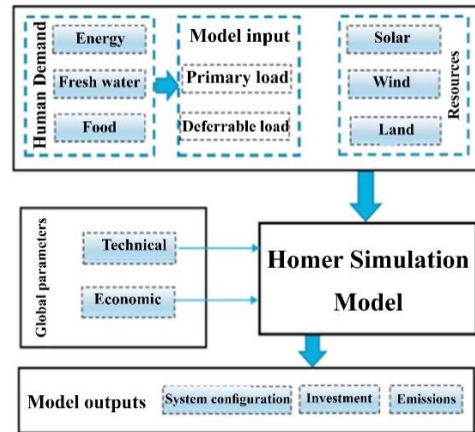 Human Demand
Energy
Fresh water
Food
Model input
Primary load
Deferrable load
Solar
Wind
Land
Resources
Global parameters
Technical
Economic
Homer Simulation
Model
Model outputs
System configuration
Investment
Emissions